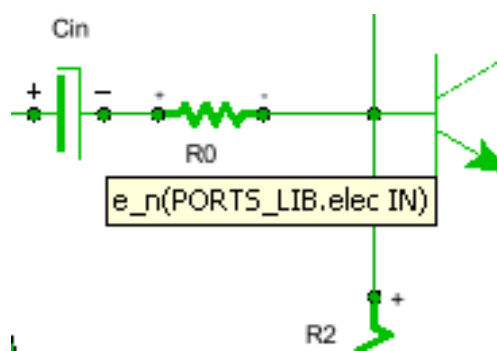 Cin
+ − + -
R0
e_n(PORTS_LIB.elec IN)
+
R2